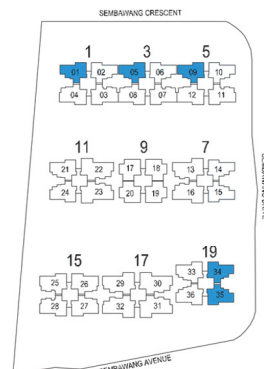 SEMBAWANG CRESCENT
1 3 5
01 02 05 06 09 10
04 03 08 07 12 11
11 9 7
21 22 17 18 13 14
24 23 20 19 16 15
15 17 19
33 34
25 26 29 30
36 35
28 27 32 31
SEMBAWANG AVENUE